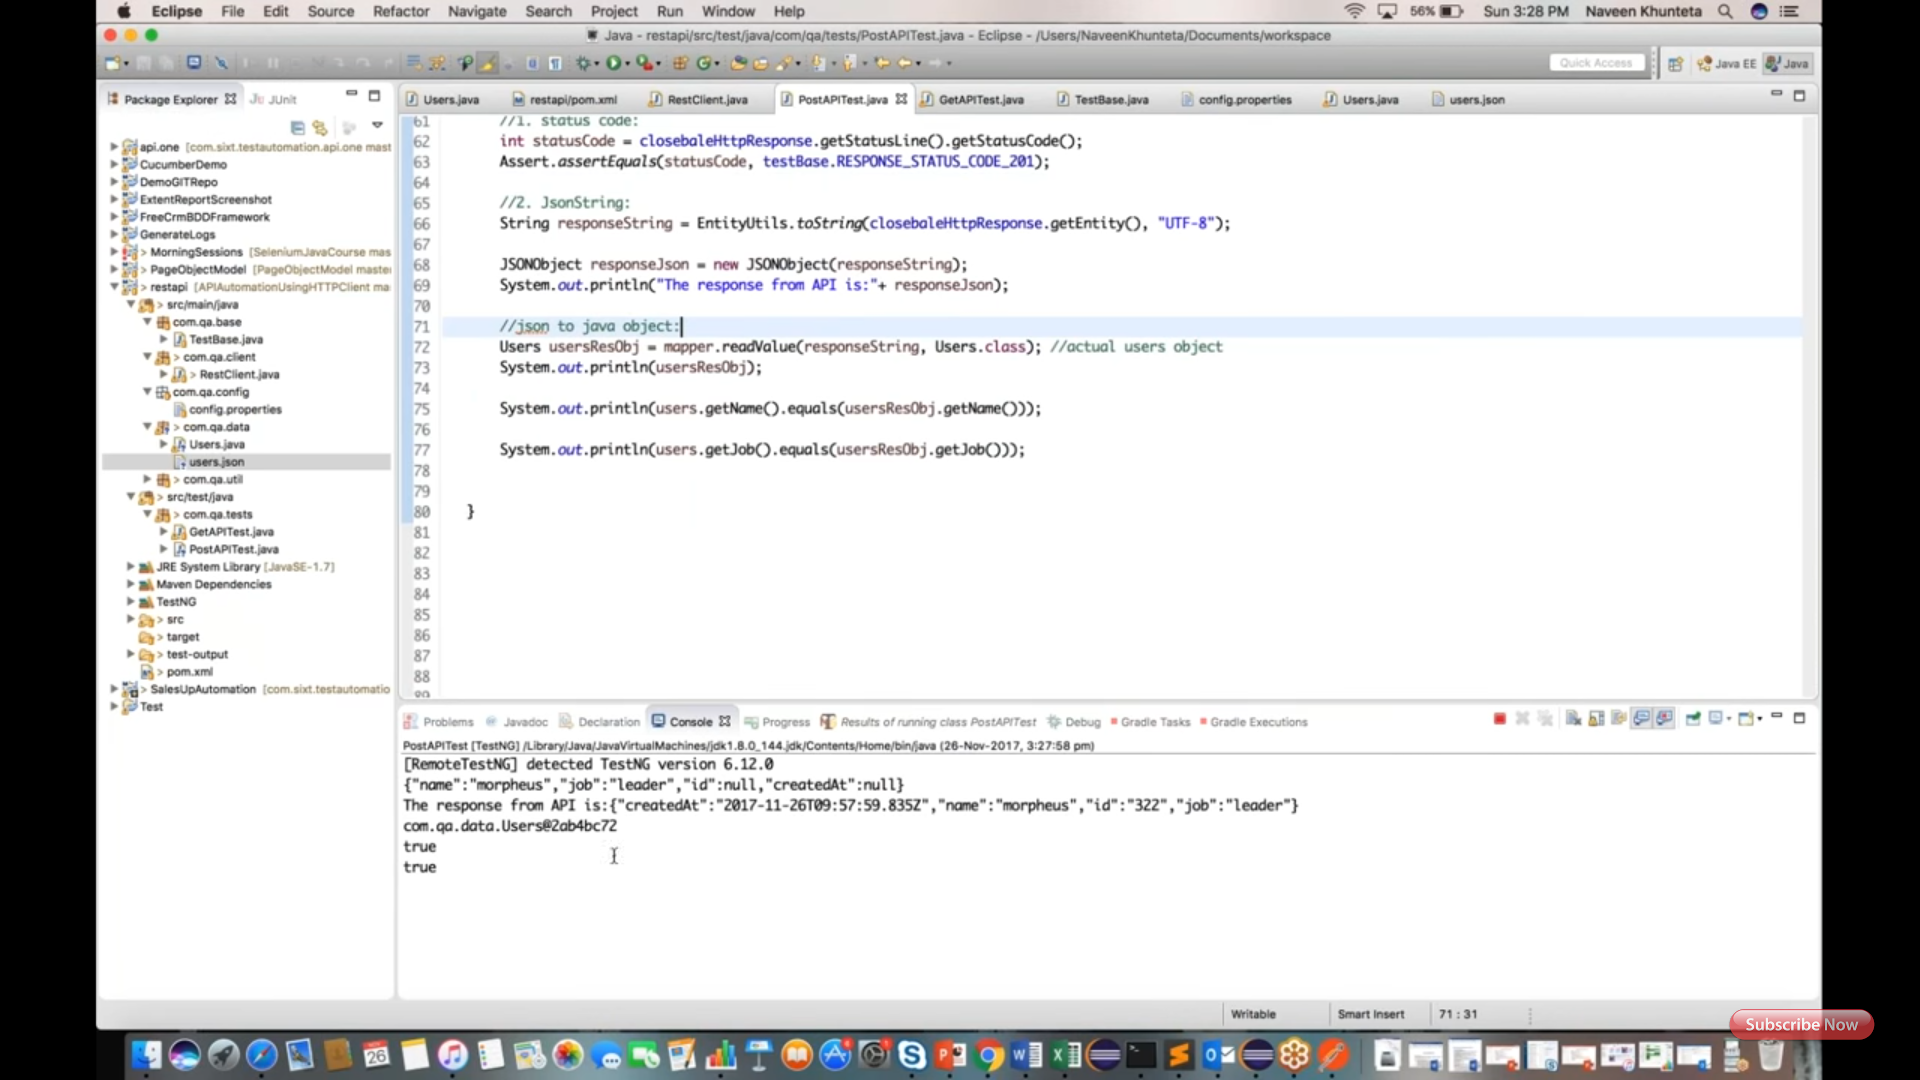 Eclipse File Edit Source Refactor Navigate Search Project Run Window Help 56% Sun 3:28 PM Naveen Khunteta
Java - restapi/src/test/java/com/qa/tests/PostAPITest.java - Eclipse - /Users/NaveenKhunteta/Documents/workspace
Quick Access Java EE Java
Package Explorer JUnit
Users.java restapi/pom.xml RestClient.java PostAPITest.java GetAPITest.java TestBase.java config.properties Users.java users.json
api.one [com.sixt.testautomation.api.one mast
CucumberDemo
DemoGITRepo
ExtentReportScreenshot
FreeCrmBDDFramework
GenerateLogs
> MorningSessions [SeleniumJavaCourse mas
> PageObjectModel [PageObjectModel maste
> restapi [APIAutomationUsingHTTPClient ma
> src/main/java
> com.qa.base
> TestBase.java
> com.qa.client
> RestClient.java
com.qa.config
config.properties
> com.qa.data
Users.java
users.json
> com.qa.util
> src/test/java
> com.qa.tests
GetAPITest.java
PostAPITest.java
JRE System Library [JavaSE-1.7]
Maven Dependencies
TestNG
> src
> target
> test-output
> pom.xml
> SalesUpAutomation [com.sixt.testautomatio
Test
61 //1. status code:
62 int statusCode = closebaleHttpResponse.getStatusLine().getStatusCode();
63 Assert.assertEquals(statusCode, testBase.RESPONSE_STATUS_CODE_201);
64
65 //2. JsonString:
66 String responseString = EntityUtils.toString(closebaleHttpResponse.getEntity(), "UTF-8");
67
68 JSONObject responseJson = new JSONObject(responseString);
69 System.out.println("The response from API is:"+ responseJson);
70
71 //json to java object:
72 Users usersResObj = mapper.readValue(responseString, Users.class); //actual users object
73 System.out.println(usersResObj);
74
75 System.out.println(users.getName().equals(usersResObj.getName()));
76
77 System.out.println(users.getJob().equals(usersResObj.getJob()));
78
79
80 }
81
82
83
84
85
86
87
88
89
Problems Javadoc Declaration Console Progress Results of running class PostAPITest Debug Gradle Tasks Gradle Executions
PostAPITest [TestNG] /Library/Java/JavaVirtualMachines/jdk1.8.0_144.jdk/Contents/Home/bin/java (26-Nov-2017, 3:27:58 pm)
[RemoteTestNG] detected TestNG version 6.12.0
{"name":"morpheus","job":"leader","id":null,"createdAt":null}
The response from API is:{"createdAt":"2017-11-26T09:57:59.835Z","name":"morpheus","id":"322","job":"leader"}
com.qa.data.Users@2ab4bc72
true
true
Writable Smart Insert 71 : 31
Subscribe Now
26